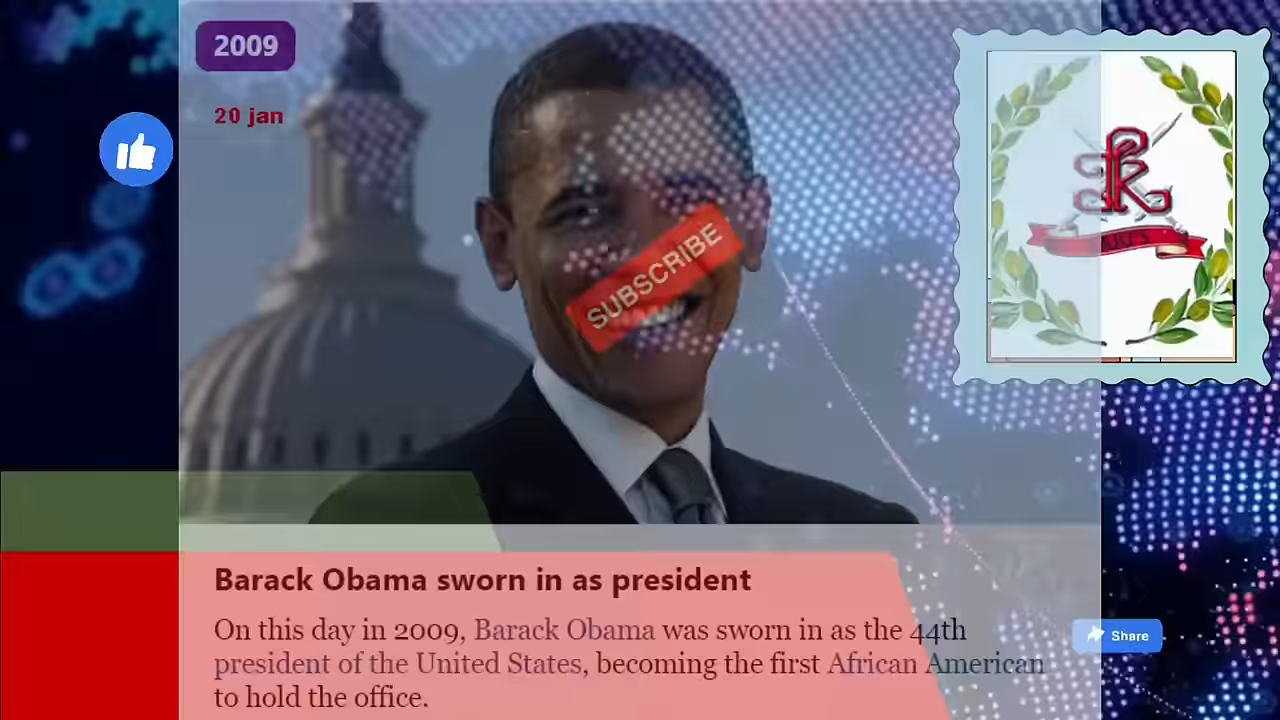 2009
20 jan
SUBSCRIBE
Barack Obama sworn in as president
On this day in 2009, Barack Obama was sworn in as the 44th
president of the United States, becoming the first African American
to hold the office.
Share